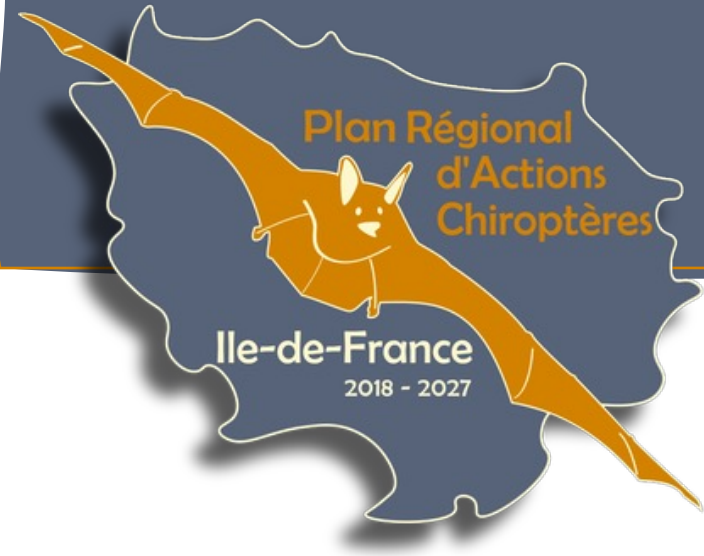 Plan Régional
d'Actions
Chiroptères
Ile-de-France
2018 - 2027